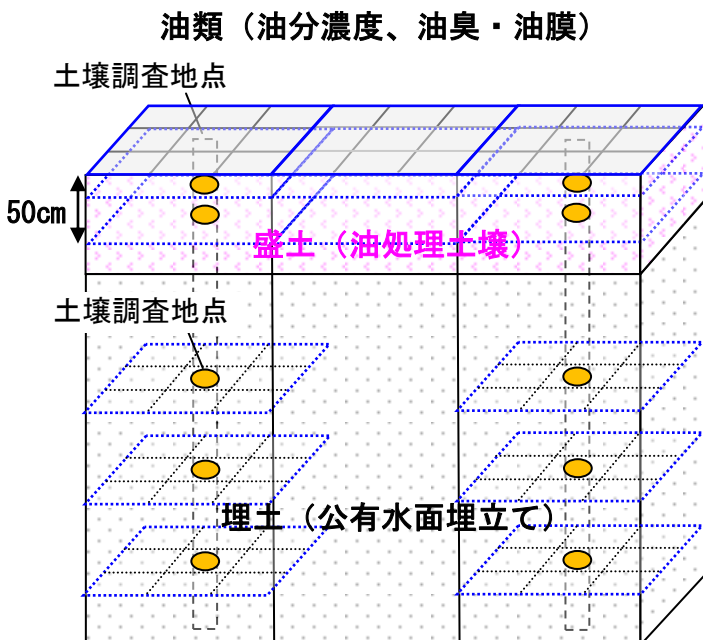 油類（油分濃度、油臭・油膜）
土壌調査地点
50cm
盛土（油処理土壌）
土壌調査地点
埋土（公有水面埋立て）